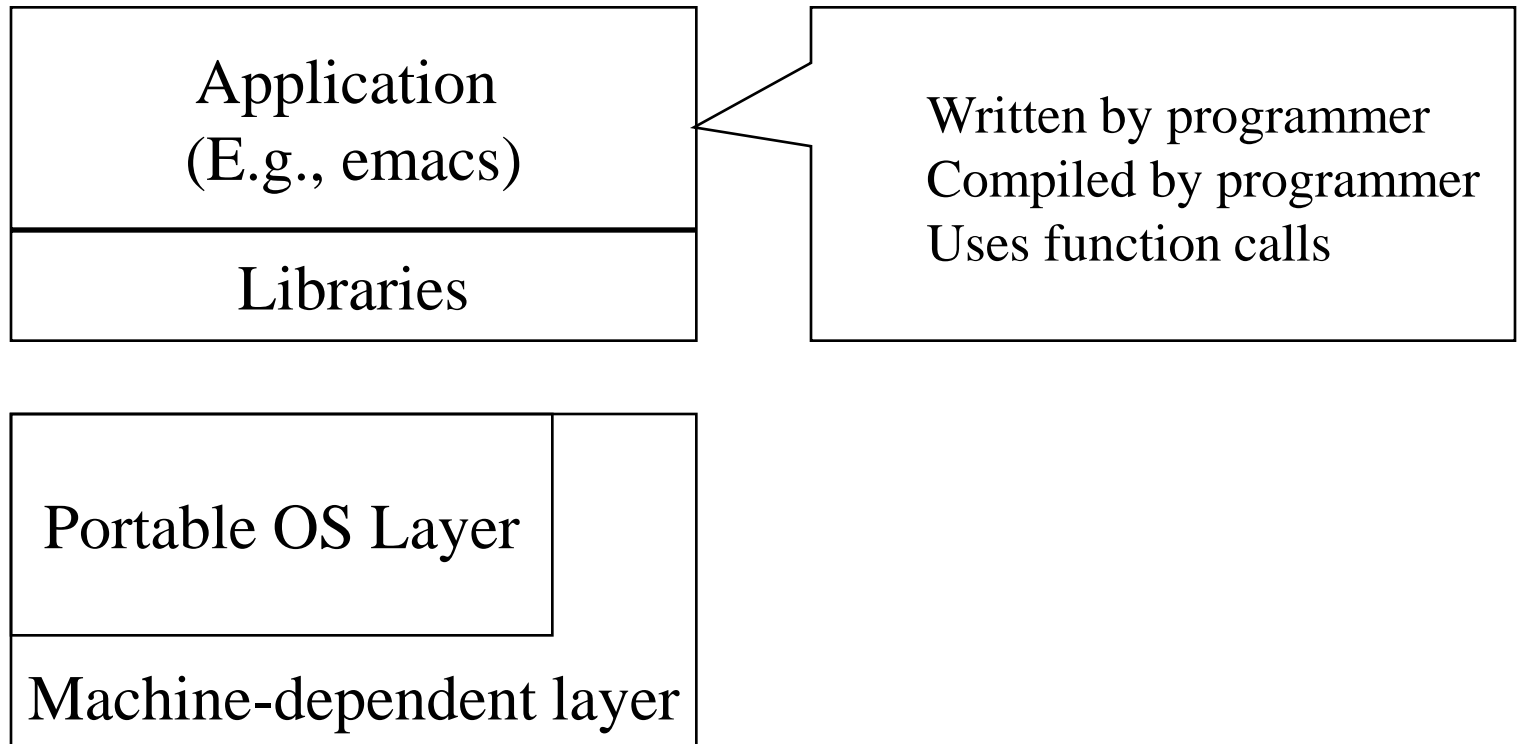 Application
(E.g., emacs)
Libraries
Written by programmer
Compiled by programmer
Uses function calls
Portable OS Layer
Machine-dependent layer